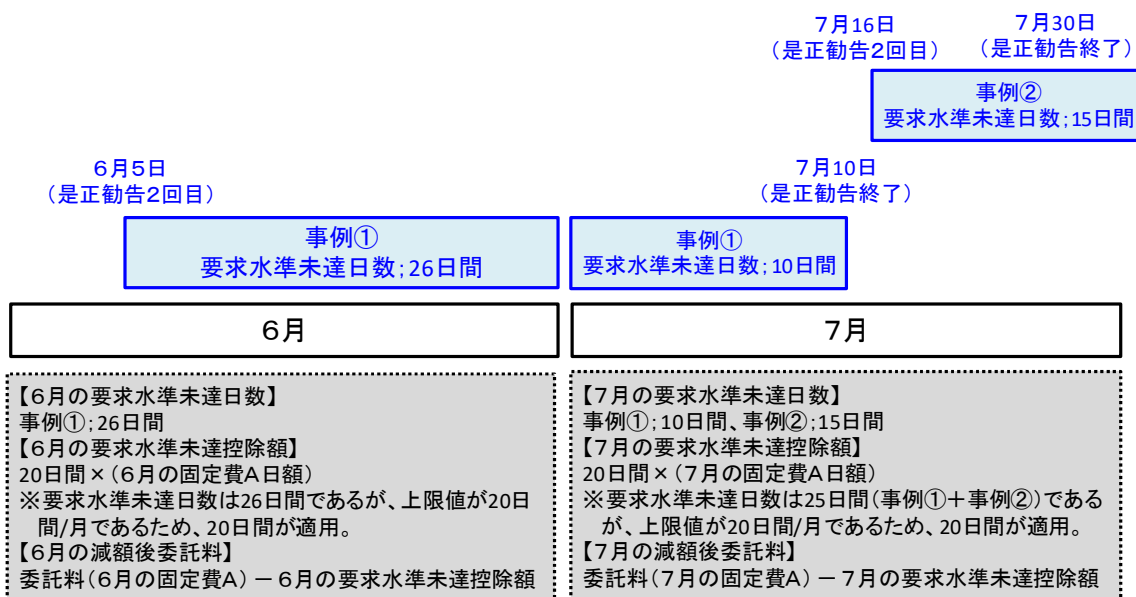 7月16日
（是正勧告2回目）
7月30日
（是正勧告終了）
事例②
要求水準未達日数；15日間
6月5日
（是正勧告2回目）
7月10日
（是正勧告終了）
事例①
要求水準未達日数；26日間
事例①
要求水準未達日数；10日間
6月
7月
【6月の要求水準未達日数】
事例①；26日間
【6月の要求水準未達控除額】
20日間×（6月の固定費A日額）
※要求水準未達日数は26日間であるが、上限値が20日
間/月であるため、20日間が適用。
【6月の減額後委託料】
委託料（6月の固定費A）－6月の要求水準未達控除額
【7月の要求水準未達日数】
事例①；10日間、事例②；15日間
【7月の要求水準未達控除額】
20日間×（7月の固定費A日額）
※要求水準未達日数は25日間（事例①＋事例②）である
が、上限値が20日間/月であるため、20日間が適用。
【7月の減額後委託料】
委託料（7月の固定費A）－7月の要求水準未達控除額